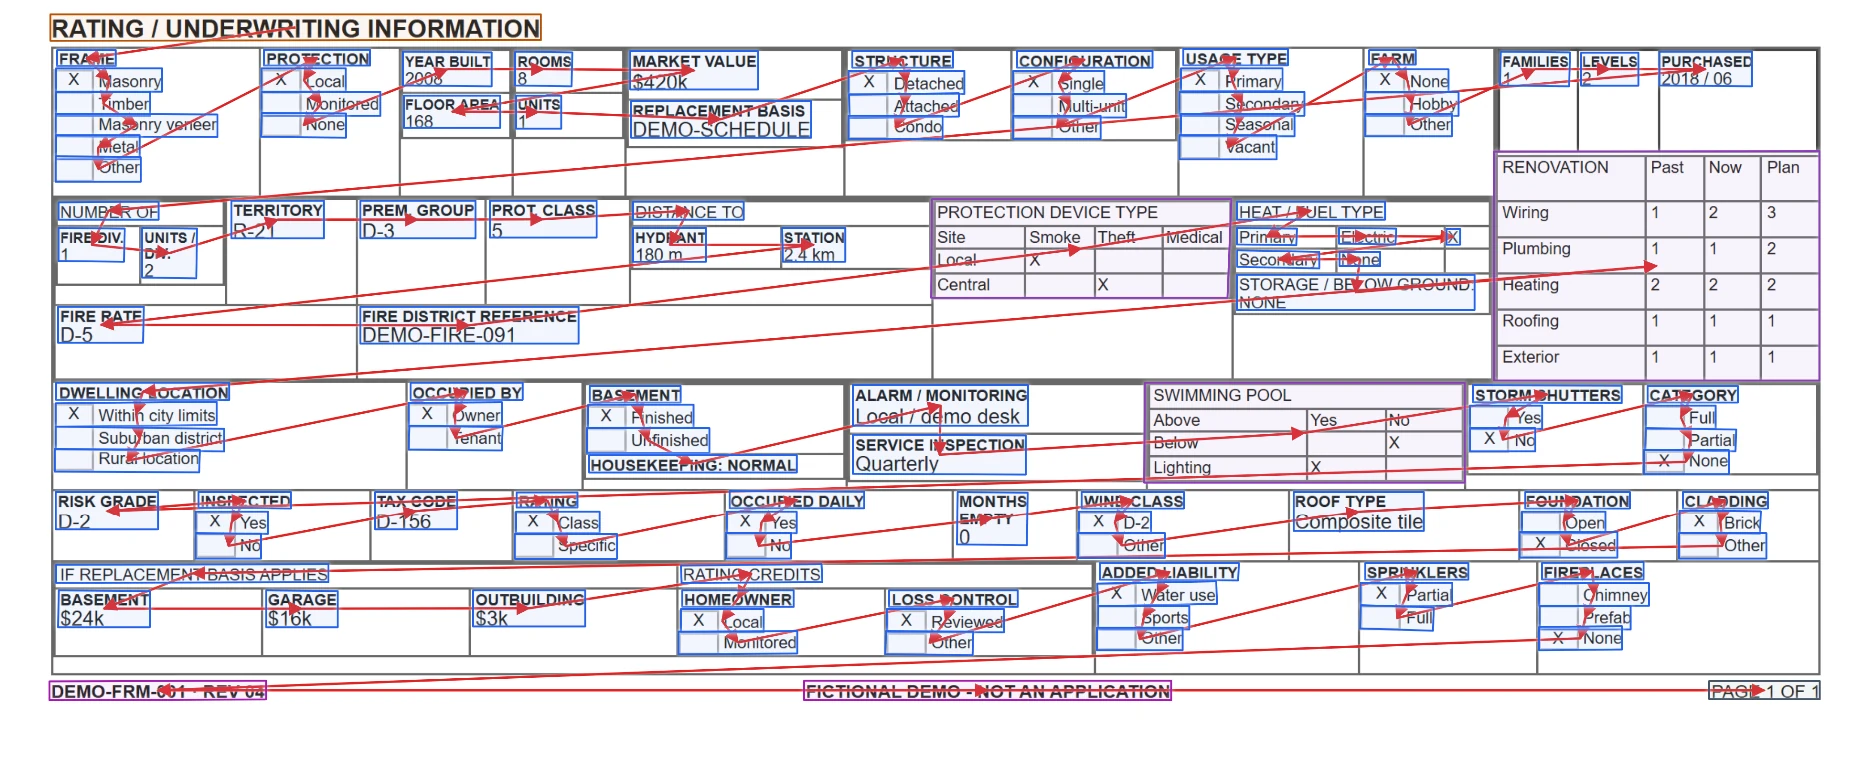 RATING / UNDERWRITING INFORMATION
FRAME
X Masonry
Timber
Masonry veneer
Metal
Other
PROTECTION
X Local
Monitored
None
YEAR BUILT
2008
ROOMS
8
MARKET VALUE
$420k
FLOOR AREA
168
UNITS
1
REPLACEMENT BASIS
DEMO-SCHEDULE
STRUCTURE
X Detached
Attached
Condo
CONFIGURATION
X Single
Multi-unit
Other
USAGE TYPE
X Primary
Secondary
Seasonal
Vacant
FARM
X None
Hobby
Other
FAMILIES
1
LEVELS
2
PURCHASED
2018 / 06
NUMBER OF
FIRE DIV.
1
UNITS /
DIV.
2
TERRITORY
R-21
PREM. GROUP
D-3
PROT. CLASS
5
DISTANCE TO
HYDRANT
180 m
STATION
2.4 km
FIRE RATE
D-5
FIRE DISTRICT REFERENCE
DEMO-FIRE-091
PROTECTION DEVICE TYPE
Site Smoke Theft Medical
Local X
Central X
HEAT / FUEL TYPE
Primary Electric X
Secondary None
STORAGE / BELOW GROUND:
NONE
RENOVATION Past Now Plan
Wiring 1 2 3
Plumbing 1 1 2
Heating 2 2 2
Roofing 1 1 1
Exterior 1 1 1
DWELLING LOCATION
X Within city limits
Suburban district
Rural location
OCCUPIED BY
X Owner
Tenant
BASEMENT
X Finished
Unfinished
HOUSEKEEPING: NORMAL
ALARM / MONITORING
Local / demo desk
SERVICE INSPECTION
Quarterly
SWIMMING POOL
Above Yes No
Below X
Lighting X
STORM SHUTTERS
Yes
X No
CATEGORY
Full
Partial
X None
RISK GRADE
D-2
INSPECTED
X Yes
No
TAX CODE
D-156
RATING
X Class
Specific
OCCUPIED DAILY
X Yes
No
MONTHS
EMPTY
0
WIND CLASS
X D-2
Other
ROOF TYPE
Composite tile
FOUNDATION
Open
X Closed
CLADDING
X Brick
Other
IF REPLACEMENT BASIS APPLIES
BASEMENT
$24k
GARAGE
$16k
OUTBUILDING
$3k
RATING CREDITS
HOMEOWNER
X Local
Monitored
LOSS CONTROL
X Reviewed
Other
ADDED LIABILITY
X Water use
Sports
Other
SPRINKLERS
X Partial
Full
FIREPLACES
Chimney
Prefab
X None
DEMO-FRM-001 · REV 04
FICTIONAL DEMO - NOT AN APPLICATION
PAGE 1 OF 1